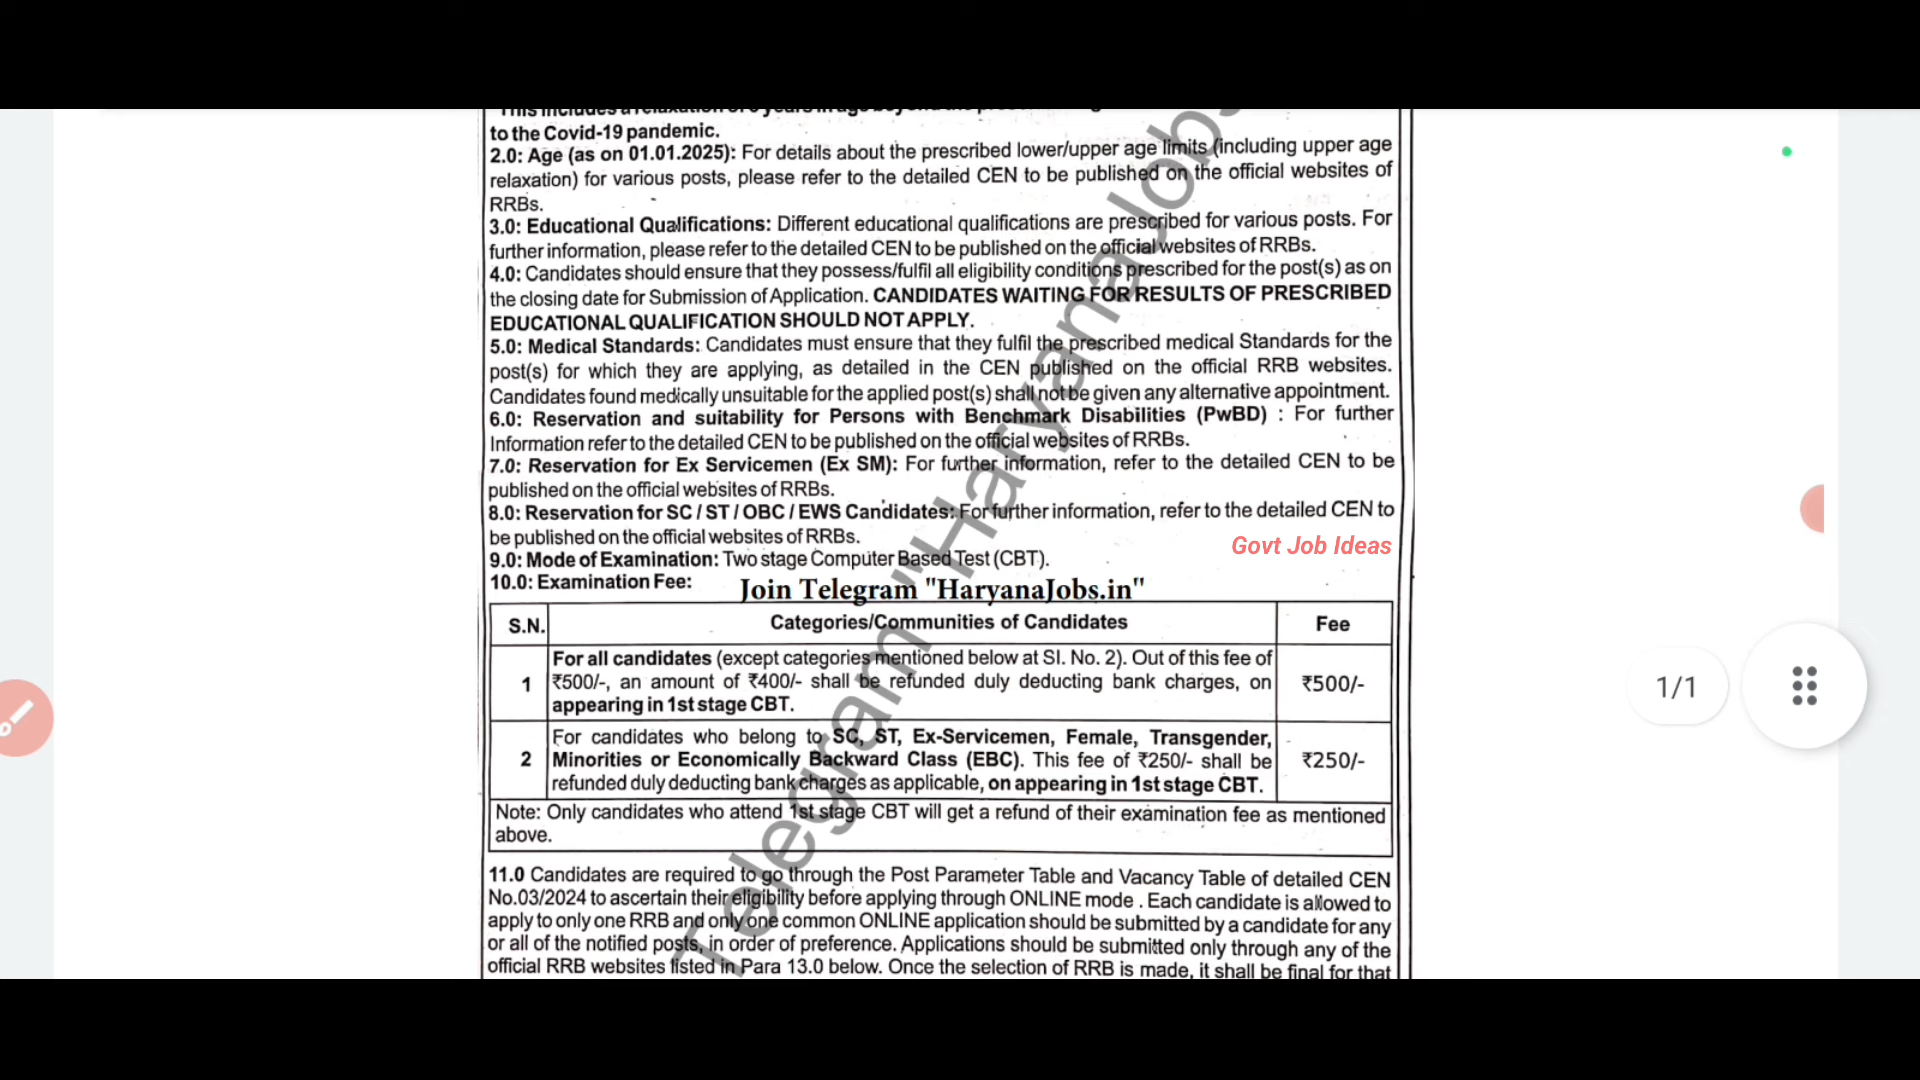 to the Covid-19 pandemic.
2.0: Age (as on 01.01.2025): For details about the prescribed lower/upper age limits (including upper age
relaxation) for various posts, please refer to the detailed CEN to be published on the official websites of
RRBs.
3.0: Educational Qualifications: Different educational qualifications are prescribed for various posts. For
further information, please refer to the detailed CEN to be published on the official websites of RRBs.
4.0: Candidates should ensure that they possess/fulfil all eligibility conditions prescribed for the post(s) as on
the closing date for Submission of Application. CANDIDATES WAITING FOR RESULTS OF PRESCRIBED
EDUCATIONAL QUALIFICATION SHOULD NOT APPLY.
5.0: Medical Standards: Candidates must ensure that they fulfil the prescribed medical Standards for the
post(s) for which they are applying, as detailed in the CEN published on the official RRB websites.
Candidates found medically unsuitable for the applied post(s) shall not be given any alternative appointment.
6.0: Reservation and suitability for Persons with Benchmark Disabilities (PwBD) : For further
Information refer to the detailed CEN to be published on the official websites of RRBs.
7.0: Reservation for Ex Servicemen (Ex SM): For further information, refer to the detailed CEN to be
published on the official websites of RRBs.
8.0: Reservation for SC / ST / OBC / EWS Candidates: For further information, refer to the detailed CEN to
be published on the official websites of RRBs.
Govt Job Ideas
9.0: Mode of Examination: Two stage Computer Based Test (CBT).
10.0: Examination Fee:
Join Telegram "HaryanaJobs.in"
S.N. Categories/Communities of Candidates Fee
For all candidates (except categories mentioned below at SI. No. 2). Out of this fee of
1 ₹500/-, an amount of ₹400/- shall be refunded duly deducting bank charges, on ₹500/-
appearing in 1st stage CBT.
For candidates who belong to SC, ST, Ex-Servicemen, Female, Transgender,
2 Minorities or Economically Backward Class (EBC). This fee of ₹250/- shall be ₹250/-
refunded duly deducting bank charges as applicable, on appearing in 1st stage CBT.
Note: Only candidates who attend 1st stage CBT will get a refund of their examination fee as mentioned
above.
11.0 Candidates are required to go through the Post Parameter Table and Vacancy Table of detailed CEN
No.03/2024 to ascertain their eligibility before applying through ONLINE mode . Each candidate is allowed to
apply to only one RRB and only one common ONLINE application should be submitted by a candidate for any
or all of the notified posts, in order of preference. Applications should be submitted only through any of the
official RRB websites listed in Para 13.0 below. Once the selection of RRB is made, it shall be final for that
Telegram "HaryanaJobs
1/1